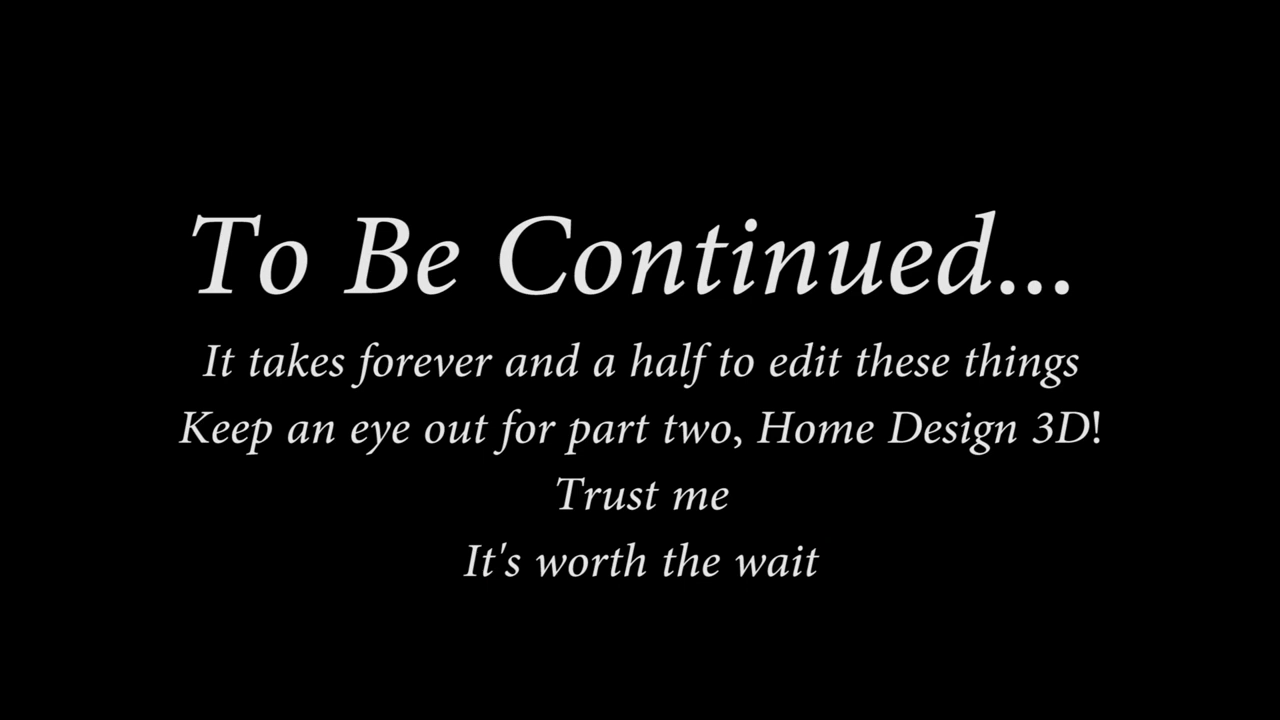 To Be Continued...
It takes forever and a half to edit these things
Keep an eye out for part two, Home Design 3D!
Trust me
It's worth the wait